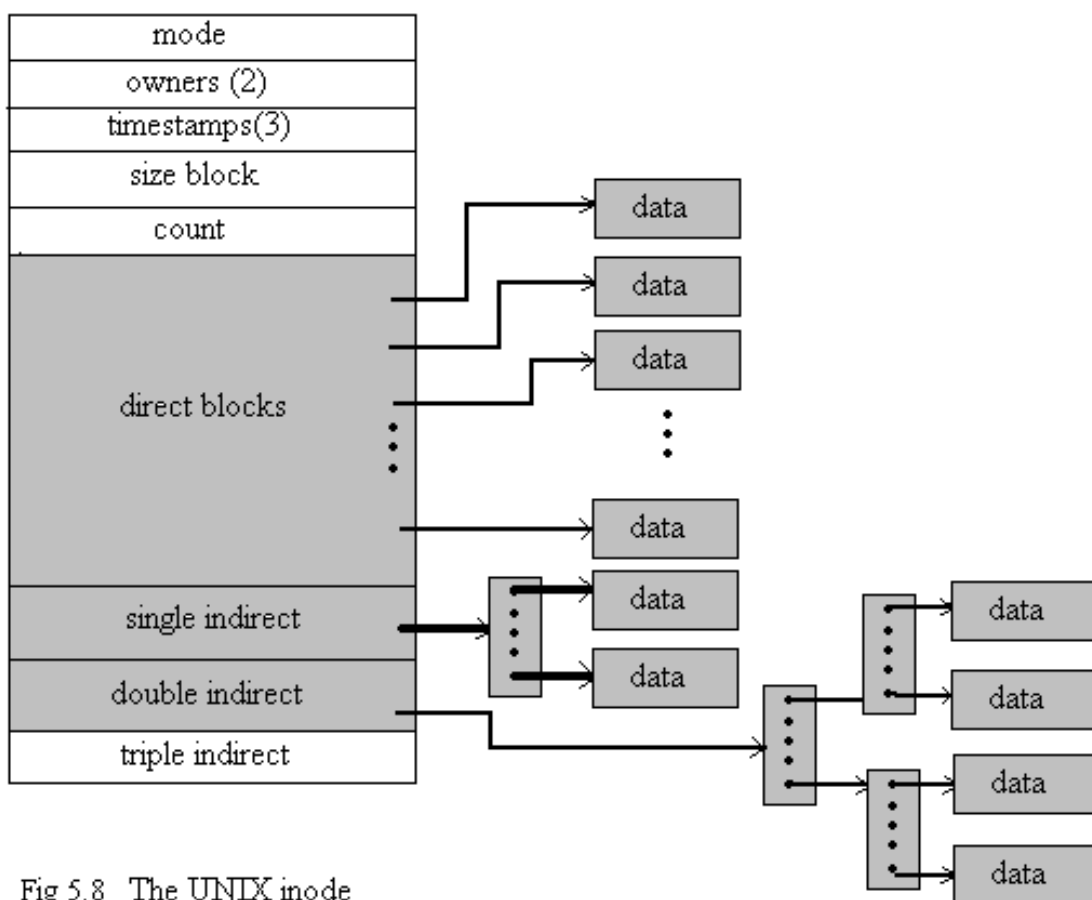 mode
owners (2)
timestamps(3)
size block
count
direct blocks
single indirect
double indirect
triple indirect
data
data
data
data
data
data
data
data
data
data
Fig 5.8 The UNIX inode